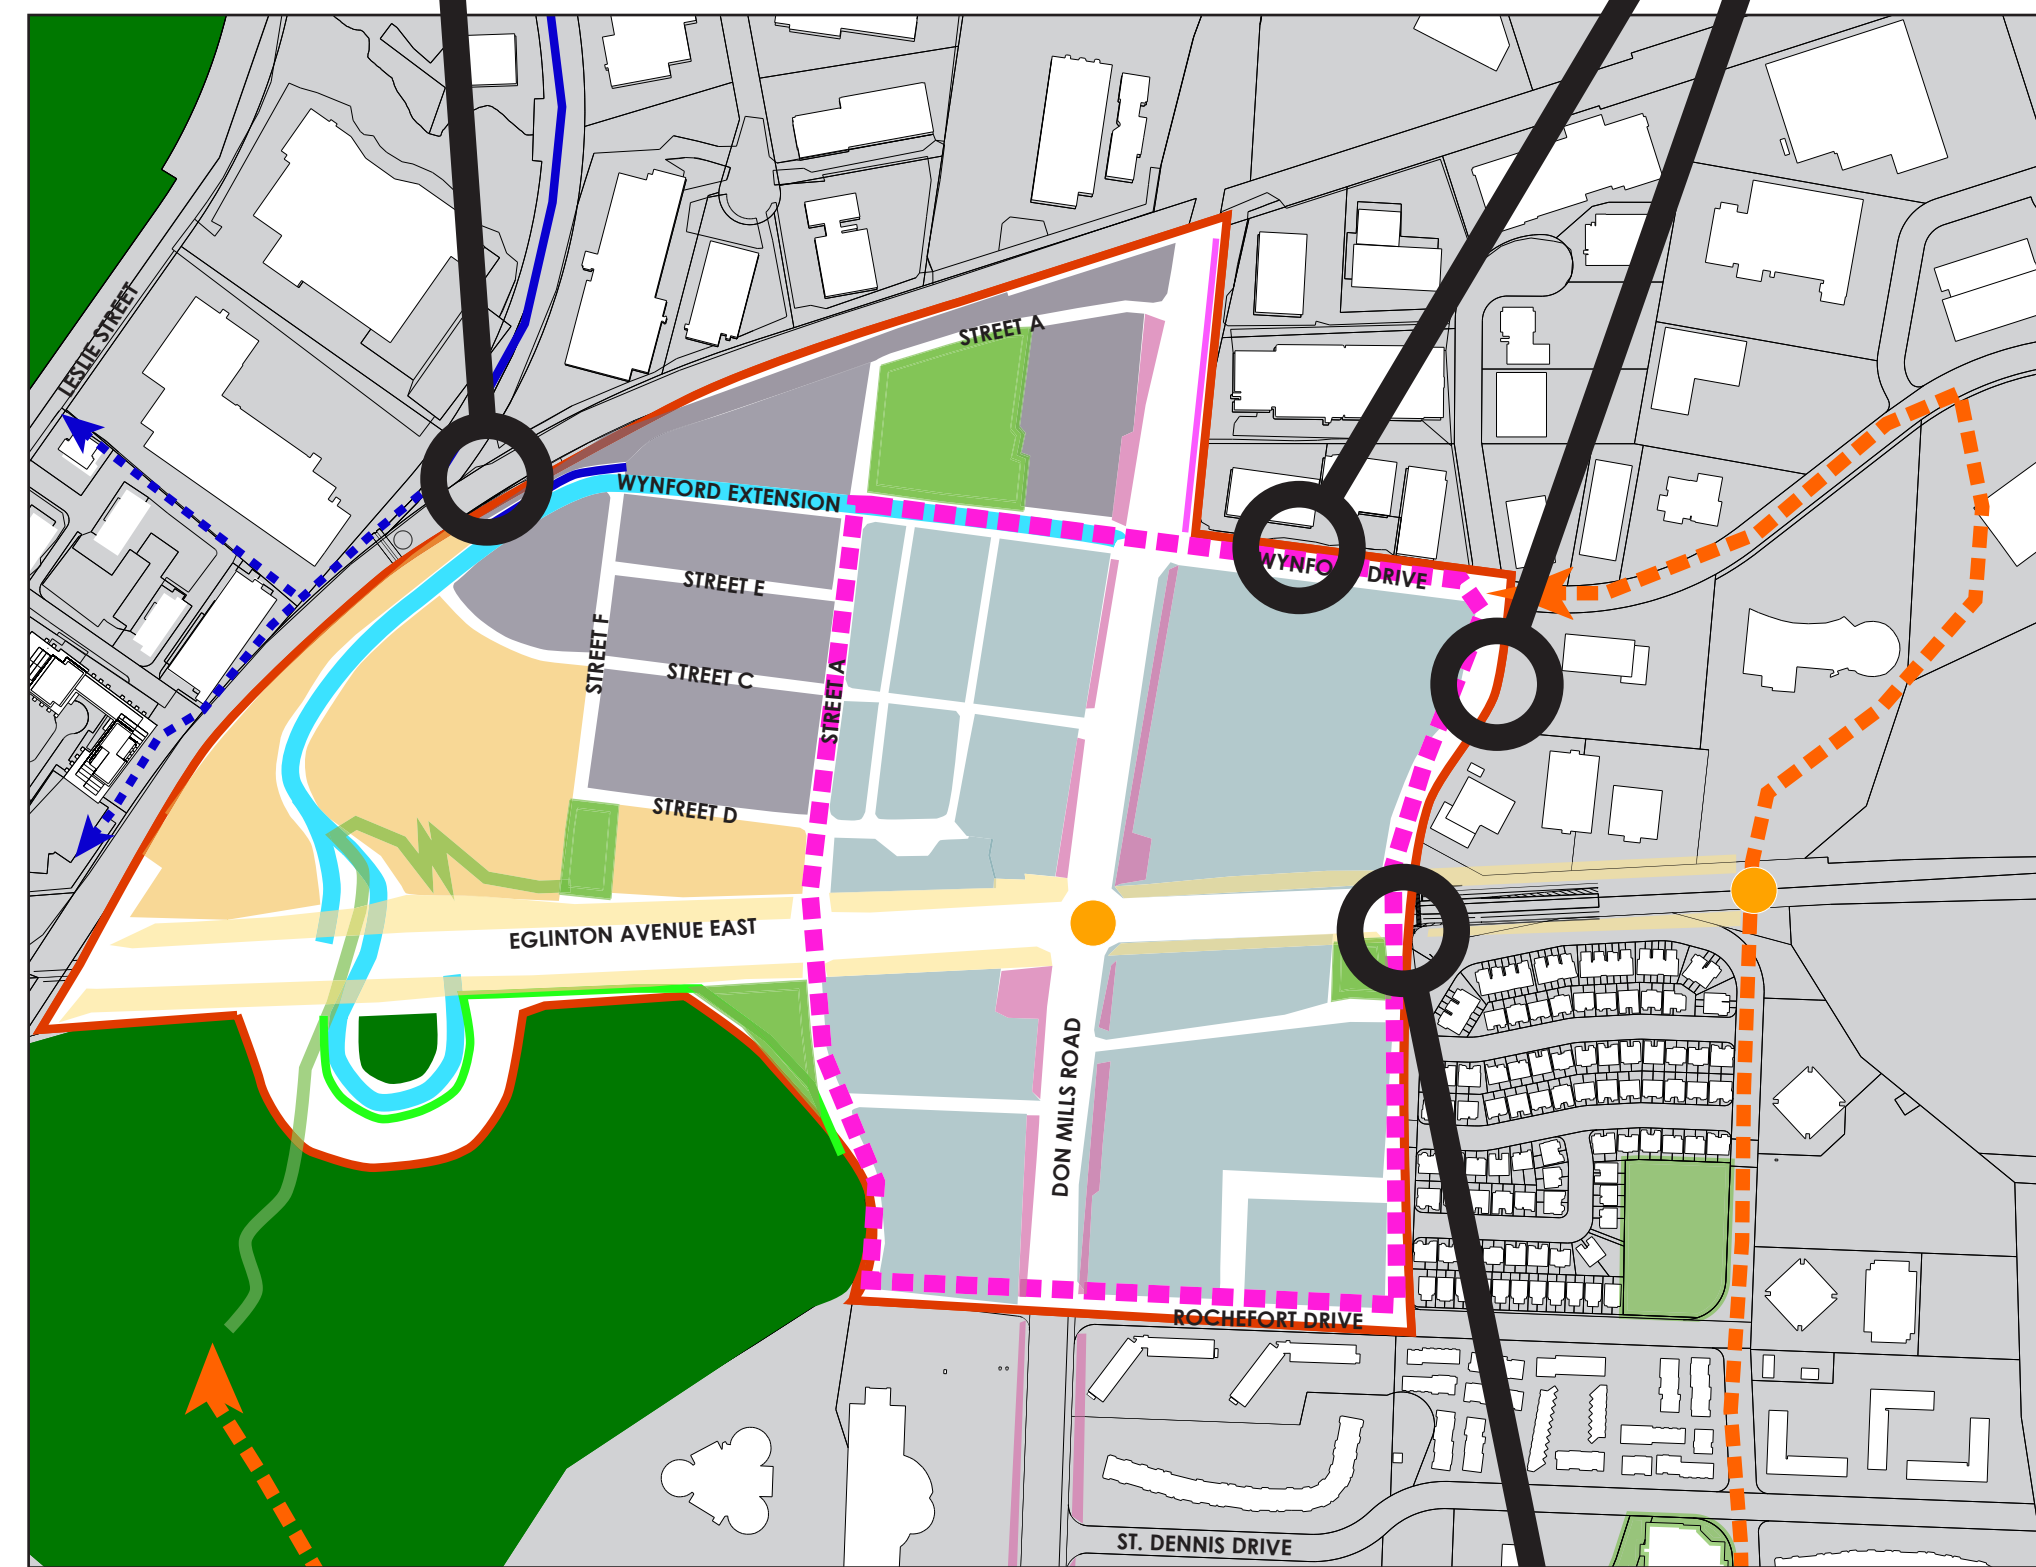 LESLIE STREET
STREET A
WYNFORD EXTENSION
WYNFORD DRIVE
STREET E
STREET F
STREET C
STREET A
STREET D
EGLINTON AVENUE EAST
DON MILLS ROAD
ROCHEFORT DRIVE
ST. DENNIS DRIVE